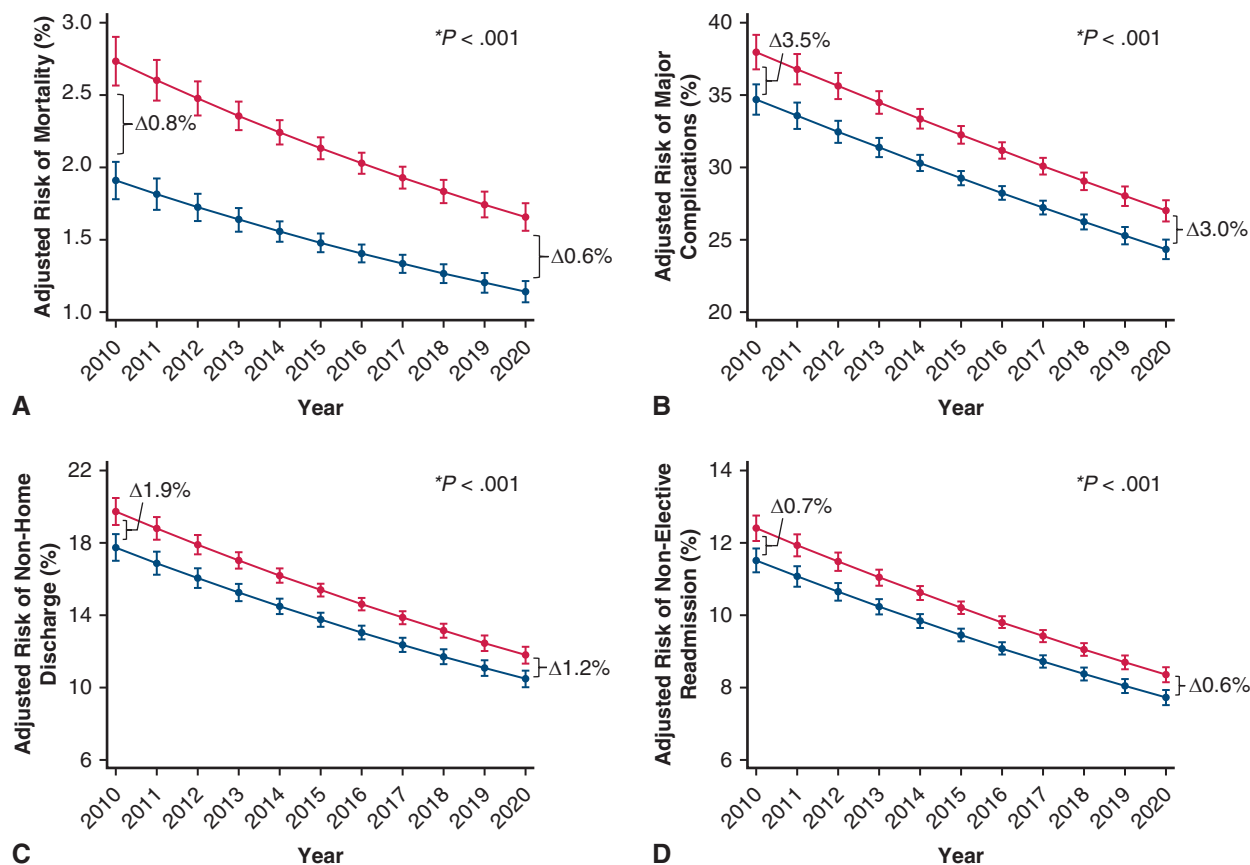 Adjusted Risk of Mortality (%)
3.0
2.5
2.0
1.5
1.0
*P < .001
Δ0.8%
Δ0.6%
2010
2011
2012
2013
2014
2015
2016
2017
2018
2019
2020
Year
A
Adjusted Risk of Major
Complications (%)
40
35
30
25
20
*P < .001
Δ3.5%
Δ3.0%
2010
2011
2012
2013
2014
2015
2016
2017
2018
2019
2020
Year
B
Adjusted Risk of Non-Home
Discharge (%)
22
18
14
10
6
*P < .001
Δ1.9%
Δ1.2%
2010
2011
2012
2013
2014
2015
2016
2017
2018
2019
2020
Year
C
Adjusted Risk of Non-Elective
Readmission (%)
14
12
10
8
6
*P < .001
Δ0.7%
Δ0.6%
2010
2011
2012
2013
2014
2015
2016
2017
2018
2019
2020
Year
D